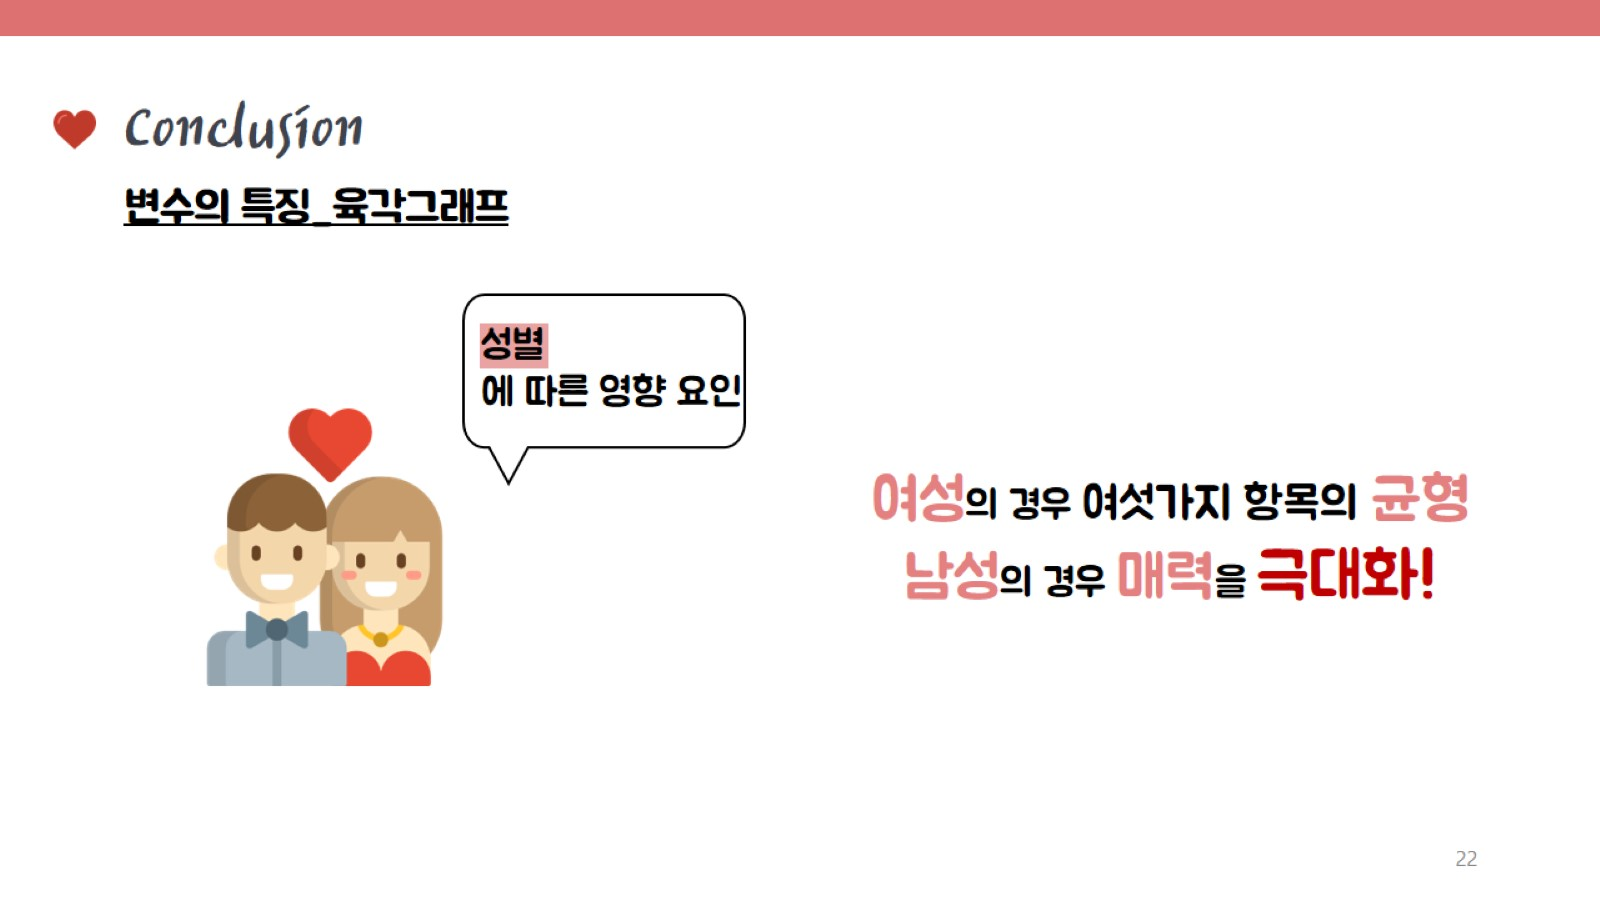 Conclusion
변수의 특징_육각그래프
성별
에 따른 영향 요인
여성의 경우 여섯가지 항목의 균형
남성의 경우 매력을 극대화!
22